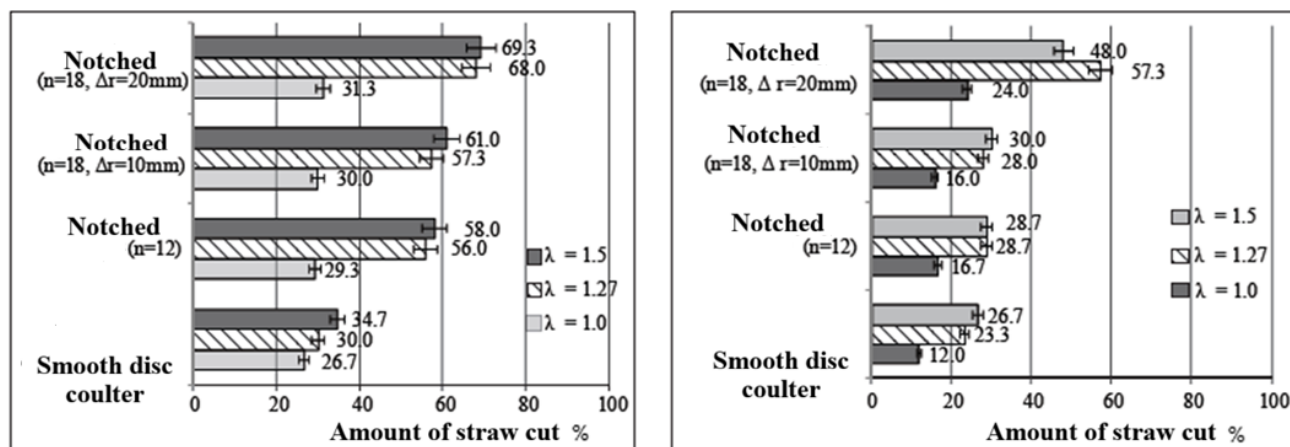 Notched
(n=18, Δr=20mm)
69.3
68.0
31.3
Notched
(n=18, Δr=10mm)
61.0
57.3
30.0
Notched
(n=12)
58.0
56.0
29.3
λ = 1.5
λ = 1.27
λ = 1.0
Smooth disc
coulter
34.7
30.0
26.7
0 20 40 60 80 100
Amount of straw cut %
Notched
(n=18, Δ r=20mm)
48.0
57.3
24.0
Notched
(n=18, Δ r=10mm)
30.0
28.0
16.0
Notched
(n=12)
28.7
28.7
16.7
λ = 1.5
λ = 1.27
λ = 1.0
Smooth disc
coulter
26.7
23.3
12.0
0 20 40 60 80 100
Amount of straw cut %